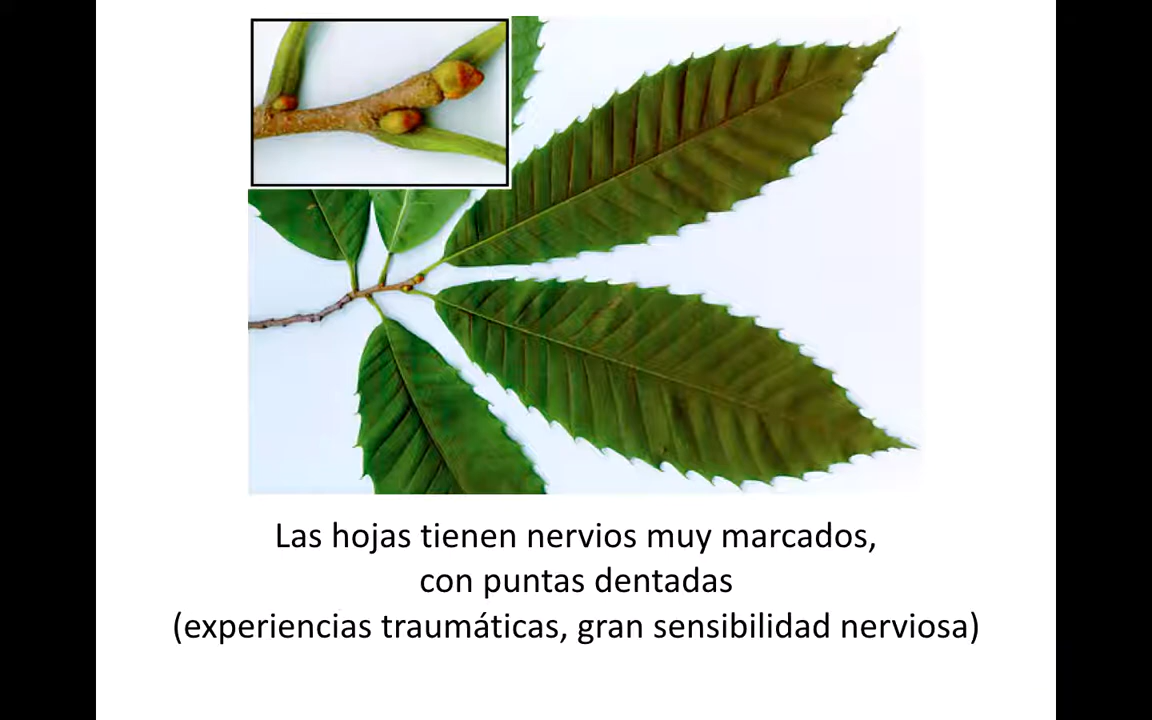 Las hojas tienen nervios muy marcados,
con puntas dentadas
(experiencias traumáticas, gran sensibilidad nerviosa)